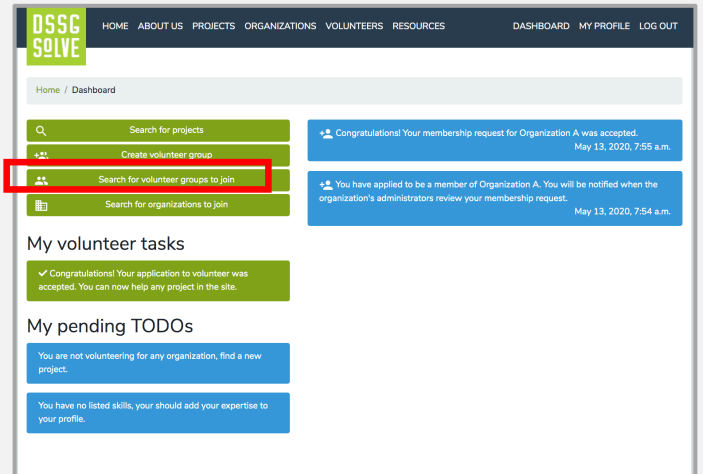 DSSG
SOLVE
HOME ABOUT US PROJECTS ORGANIZATIONS VOLUNTEERS RESOURCES DASHBOARD MY PROFILE LOG OUT
Home / Dashboard
Search for projects
Create volunteer group
Search for volunteer groups to join
Search for organizations to join
My volunteer tasks
Congratulations! Your application to volunteer was
accepted. You can now help any project in the site.
My pending TODOs
You are not volunteering for any organization, find a new
project.
You have no listed skills, your should add your expertise to
your profile.
Congratulations! Your membership request for Organization A was accepted.
May 13, 2020, 7:55 a.m.
You have applied to be a member of Organization A. You will be notified when the
organization's administrators review your membership request.
May 13, 2020, 7:54 a.m.